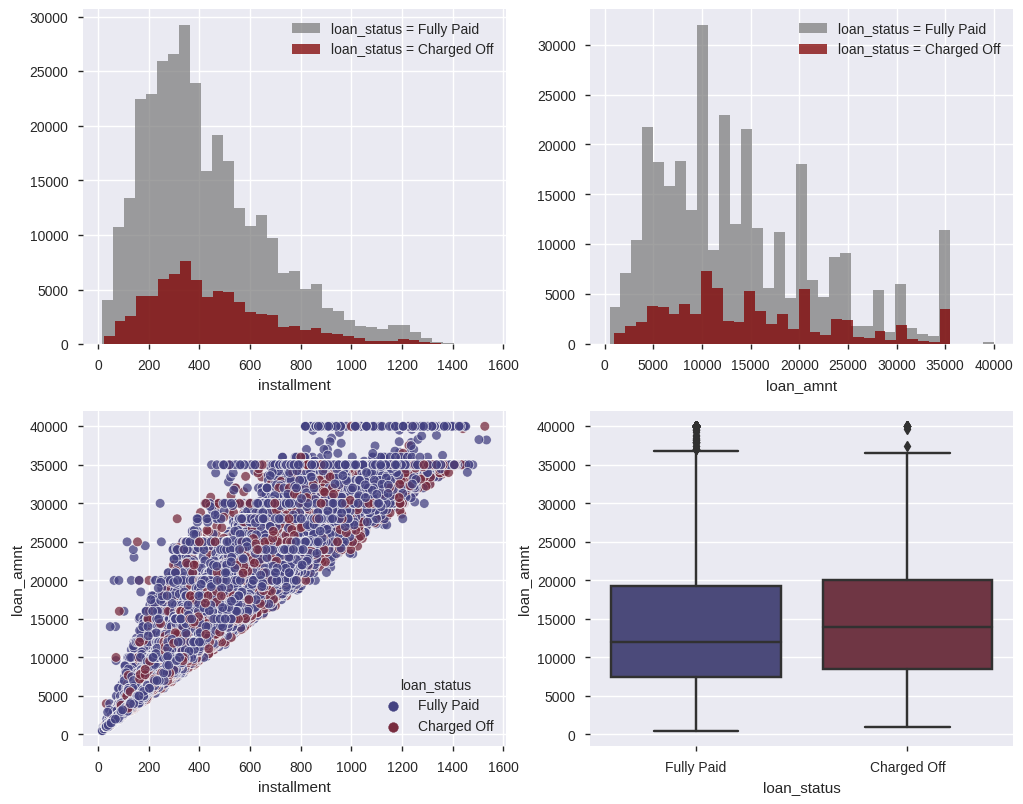 loan_status = Fully Paid
loan_status = Charged Off
30000
25000
20000
15000
10000
5000
0
0 200 400 600 800 1000 1200 1400 1600
installment
loan_status = Fully Paid
loan_status = Charged Off
30000
25000
20000
15000
10000
5000
0
0 5000 10000 15000 20000 25000 30000 35000 40000
loan_amnt
loan_amnt
40000
35000
30000
25000
20000
15000
10000
5000
0
loan_status
Fully Paid
Charged Off
0 200 400 600 800 1000 1200 1400 1600
installment
loan_amnt
40000
35000
30000
25000
20000
15000
10000
5000
0
Fully Paid Charged Off
loan_status